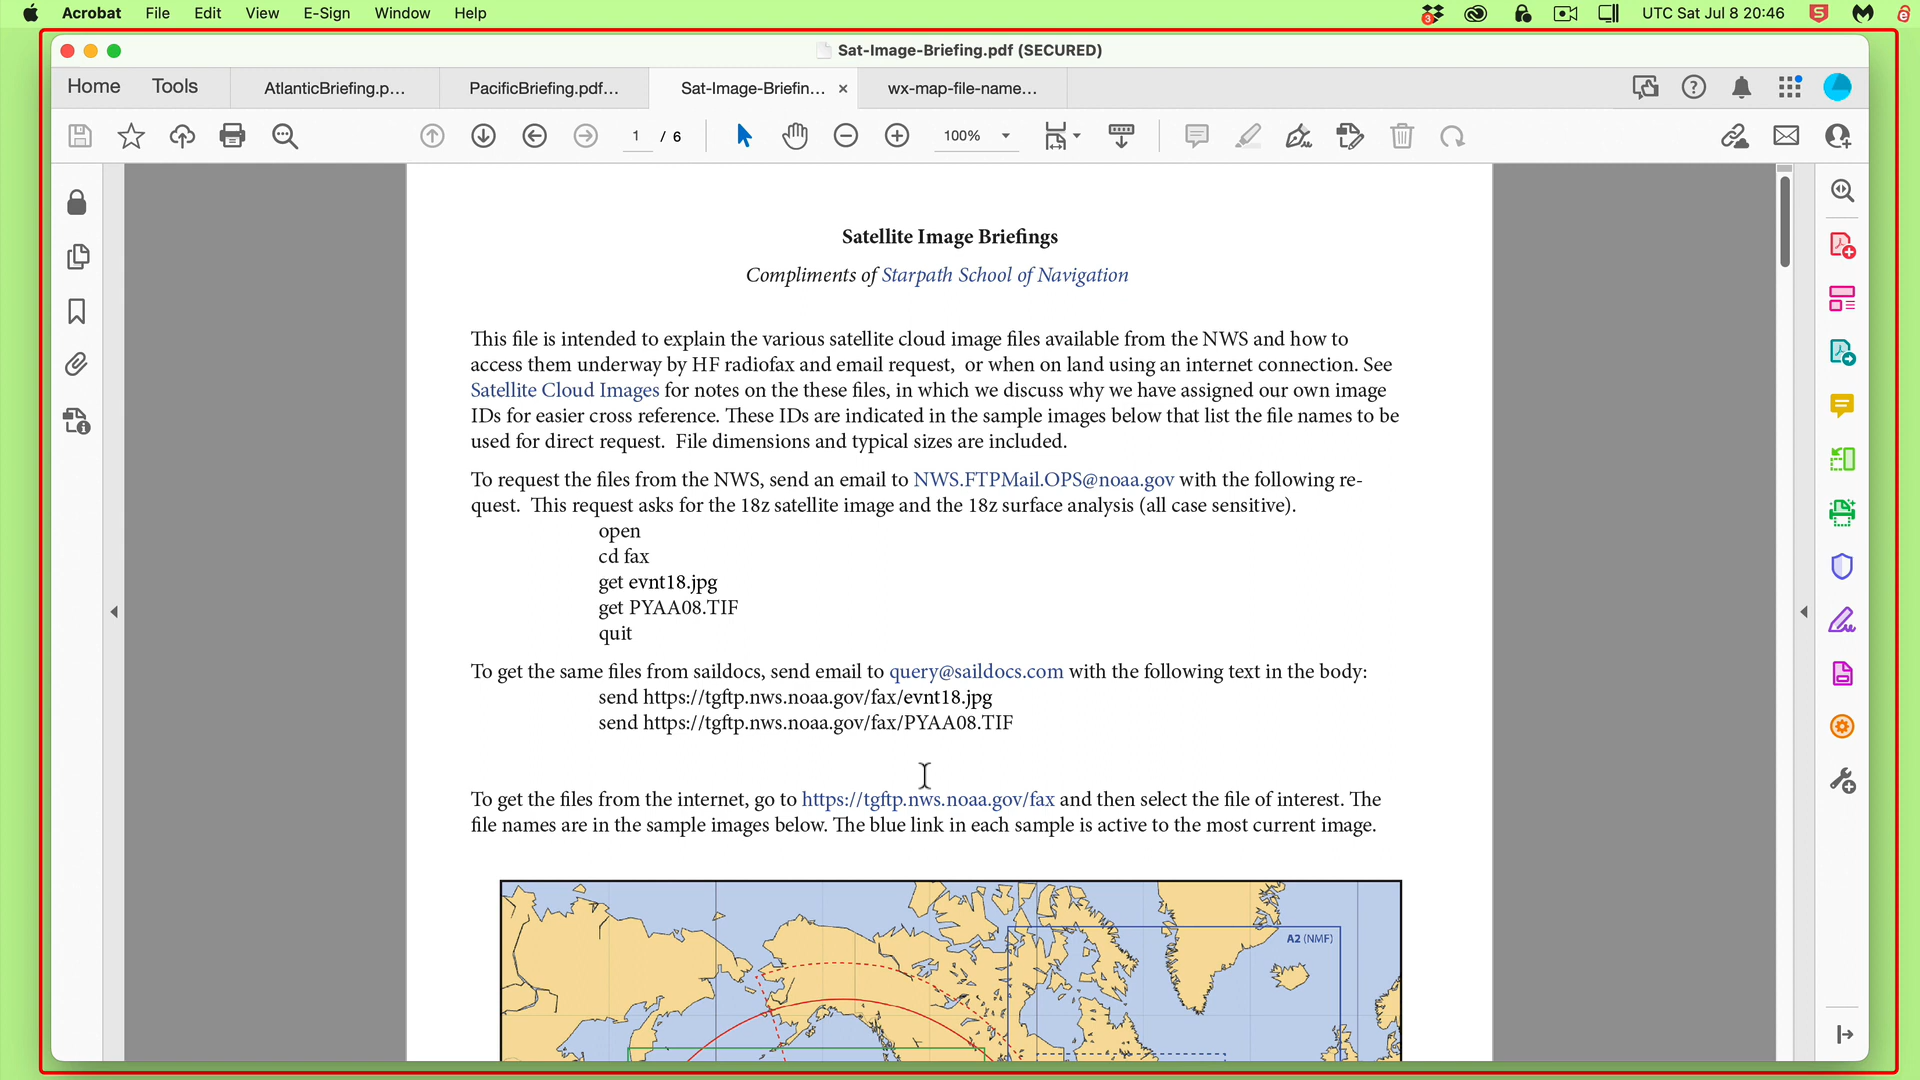 Acrobat File Edit View E-Sign Window Help
3
UTC Sat Jul 8 20:46
Sat-Image-Briefing.pdf (SECURED)
Home Tools AtlanticBriefing.p... PacificBriefing.pdf... Sat-Image-Briefin... × wx-map-file-name...
1 / 6 100%
Satellite Image Briefings
Compliments of Starpath School of Navigation
This file is intended to explain the various satellite cloud image files available from the NWS and how to
access them underway by HF radiofax and email request,  or when on land using an internet connection. See
Satellite Cloud Images for notes on the these files, in which we discuss why we have assigned our own image
IDs for easier cross reference. These IDs are indicated in the sample images below that list the file names to be
used for direct request.  File dimensions and typical sizes are included.
To request the files from the NWS, send an email to NWS.FTPMail.OPS@noaa.gov with the following re-
quest.  This request asks for the 18z satellite image and the 18z surface analysis (all case sensitive).
open
cd fax
get evnt18.jpg
get PYAA08.TIF
quit
To get the same files from saildocs, send email to query@saildocs.com with the following text in the body:
send https://tgftp.nws.noaa.gov/fax/evnt18.jpg
send https://tgftp.nws.noaa.gov/fax/PYAA08.TIF
To get the files from the internet, go to https://tgftp.nws.noaa.gov/fax and then select the file of interest. The
file names are in the sample images below. The blue link in each sample is active to the most current image.
A2 (NMF)